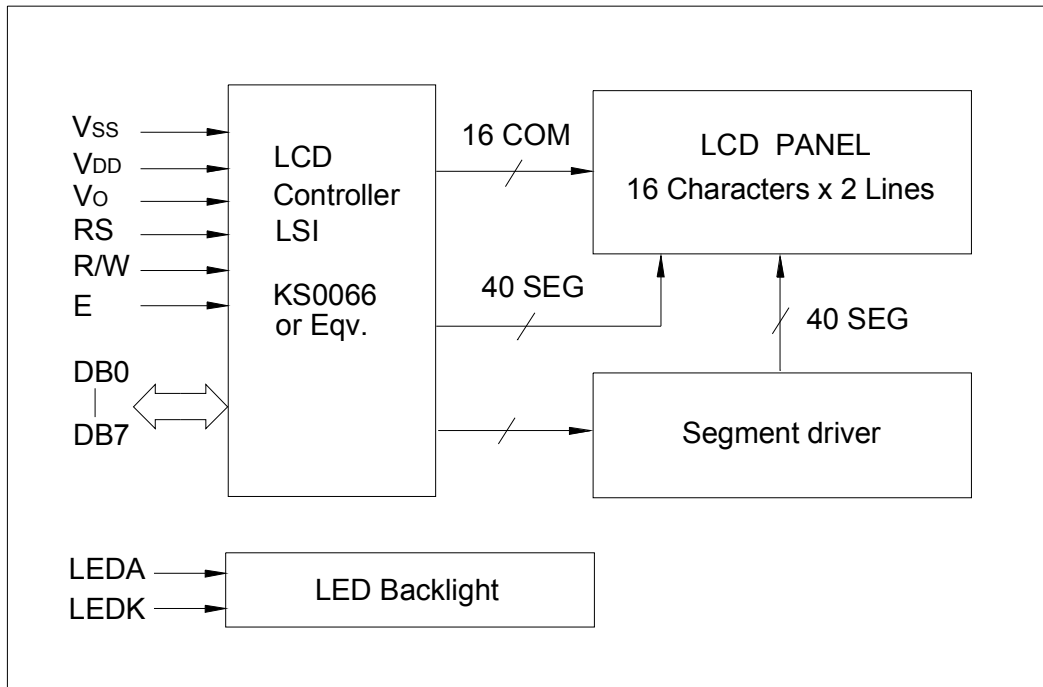 VSS
VDD
VO
RS
R/W
E
DB0
DB7
LCD
Controller
LSI
KS0066
or Eqv.
16 COM
40 SEG
LCD PANEL
16 Characters x 2 Lines
40 SEG
Segment driver
LEDA
LEDK
LED Backlight